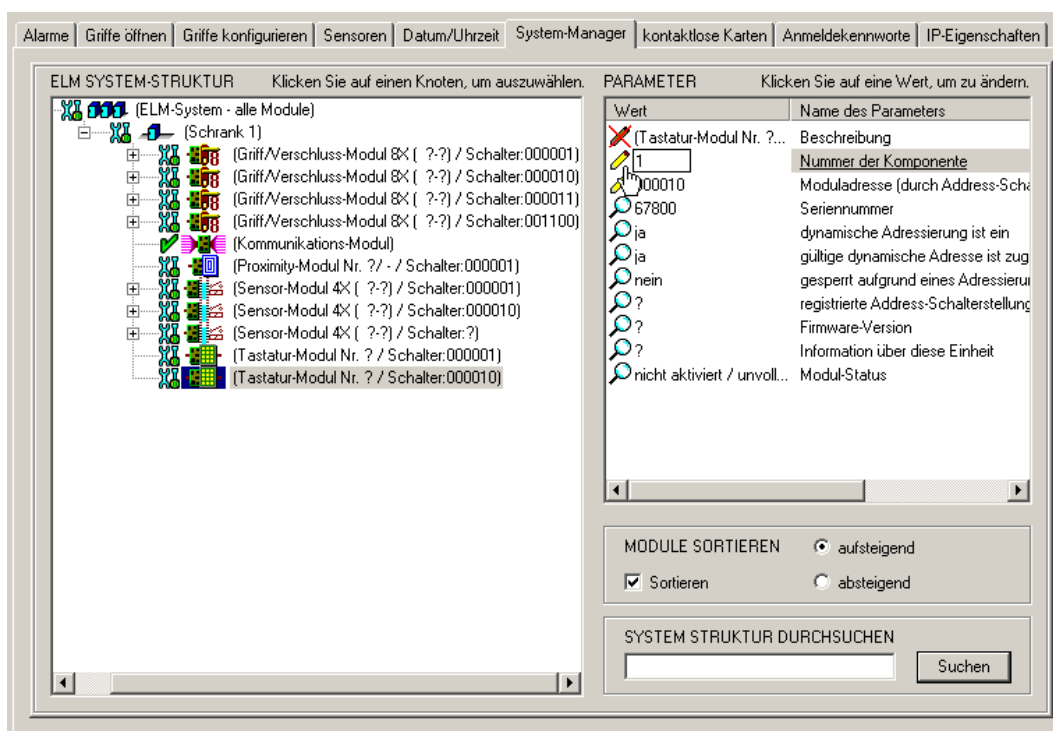 Alarme Griffe öffnen Griffe konfigurieren Sensoren Datum/Uhrzeit System-Manager kontaktlose Karten Anmeldekennworte IP-Eigenschaften
ELM SYSTEM-STRUKTUR Klicken Sie auf einen Knoten, um auszuwählen.
(ELM-System - alle Module)
(Schrank 1)
(Griff/Verschluss-Modul 8X ( ?-?) / Schalter:000001)
(Griff/Verschluss-Modul 8X ( ?-?) / Schalter:000010)
(Griff/Verschluss-Modul 8X ( ?-?) / Schalter:000011)
(Griff/Verschluss-Modul 8X ( ?-?) / Schalter:001100)
(Kommunikations-Modul)
(Proximity-Modul Nr. ?/ - / Schalter:000001)
(Sensor-Modul 4X ( ?-?) / Schalter:000001)
(Sensor-Modul 4X ( ?-?) / Schalter:000010)
(Sensor-Modul 4X ( ?-?) / Schalter:?)
(Tastatur-Modul Nr. ? / Schalter:000001)
(Tastatur-Modul Nr. ? / Schalter:000010)
PARAMETER Klicken Sie auf eine Wert, um zu ändern.
Wert Name des Parameters
(Tastatur-Modul Nr. ?... Beschreibung
1 Nummer der Komponente
000010 Moduladresse (durch Address-Scha
67800 Seriennummer
ja dynamische Adressierung ist ein
ja gültige dynamische Adresse ist zug
nein gesperrt aufgrund eines Adressierun
? registrierte Address-Schalterstellung
? Firmware-Version
? Information über diese Einheit
nicht aktiviert / unvoll... Modul-Status
MODULE SORTIEREN aufsteigend
Sortieren absteigend
SYSTEM STRUKTUR DURCHSUCHEN
Suchen